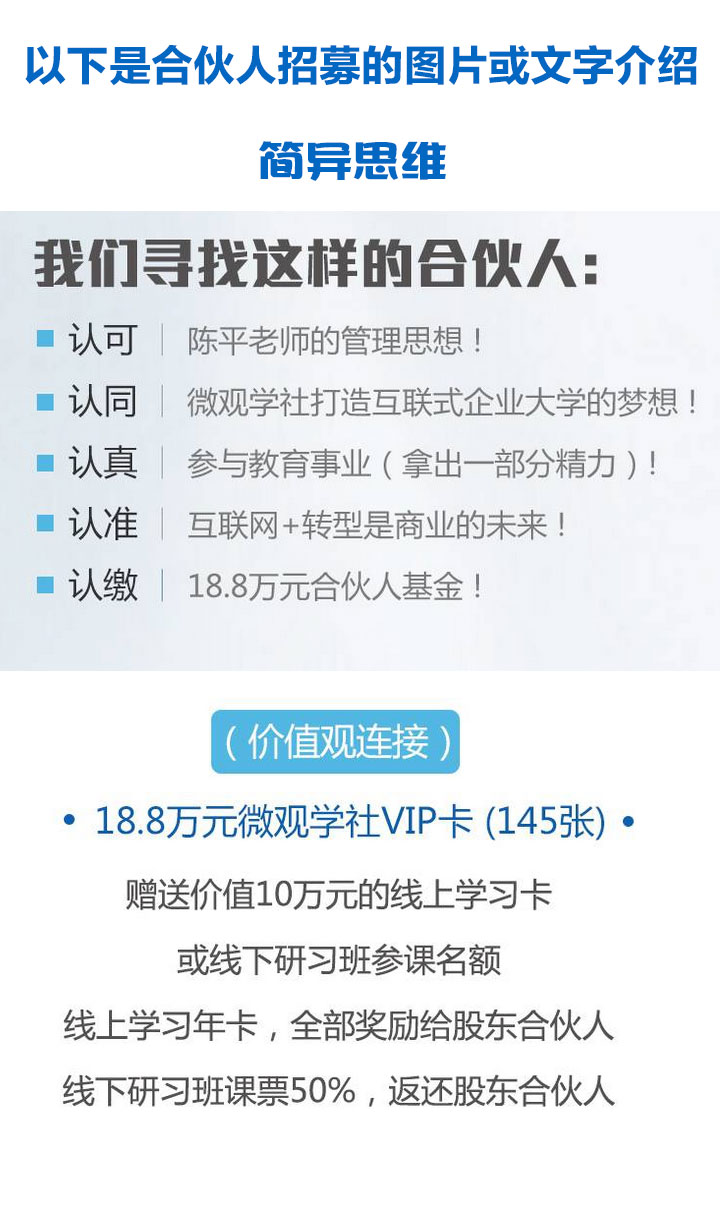 以下是合伙人招募的图片或文字介绍
简异思维
我们寻找这样的合伙人：
认可 陈平老师的管理思想！
认同 微观学社打造互联式企业大学的梦想！
认真 参与教育事业（拿出一部分精力）！
认准 互联网+转型是商业的未来！
认缴 18.8万元合伙人基金！
（价值观连接）
• 18.8万元微观学社VIP卡 (145张) •
赠送价值10万元的线上学习卡
或线下研习班参课名额
线上学习年卡，全部奖励给股东合伙人
线下研习班课票50%，返还股东合伙人